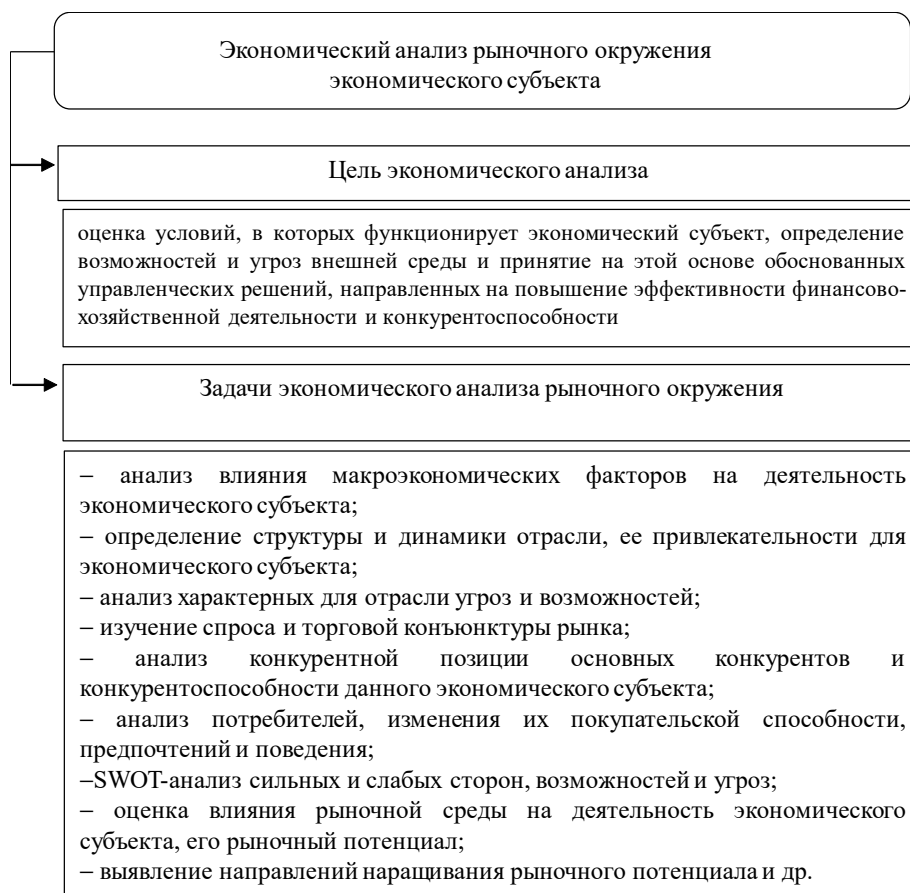 Экономический анализ рыночного окружения
экономического субъекта
Цель экономического анализа
оценка условий, в которых функционирует экономический субъект, определение
возможностей и угроз внешней среды и принятие на этой основе обоснованных
управленческих решений, направленных на повышение эффективности финансово-
хозяйственной деятельности и конкурентоспособности
Задачи экономического анализа рыночного окружения
– анализ влияния макроэкономических факторов на деятельность
экономического субъекта;
– определение структуры и динамики отрасли, ее привлекательности для
экономического субъекта;
– анализ характерных для отрасли угроз и возможностей;
– изучение спроса и торговой конъюнктуры рынка;
– анализ конкурентной позиции основных конкурентов и
конкурентоспособности данного экономического субъекта;
– анализ потребителей, изменения их покупательской способности,
предпочтений и поведения;
–SWOT-анализ сильных и слабых сторон, возможностей и угроз;
– оценка влияния рыночной среды на деятельность экономического
субъекта, его рыночный потенциал;
– выявление направлений наращивания рыночного потенциала и др.